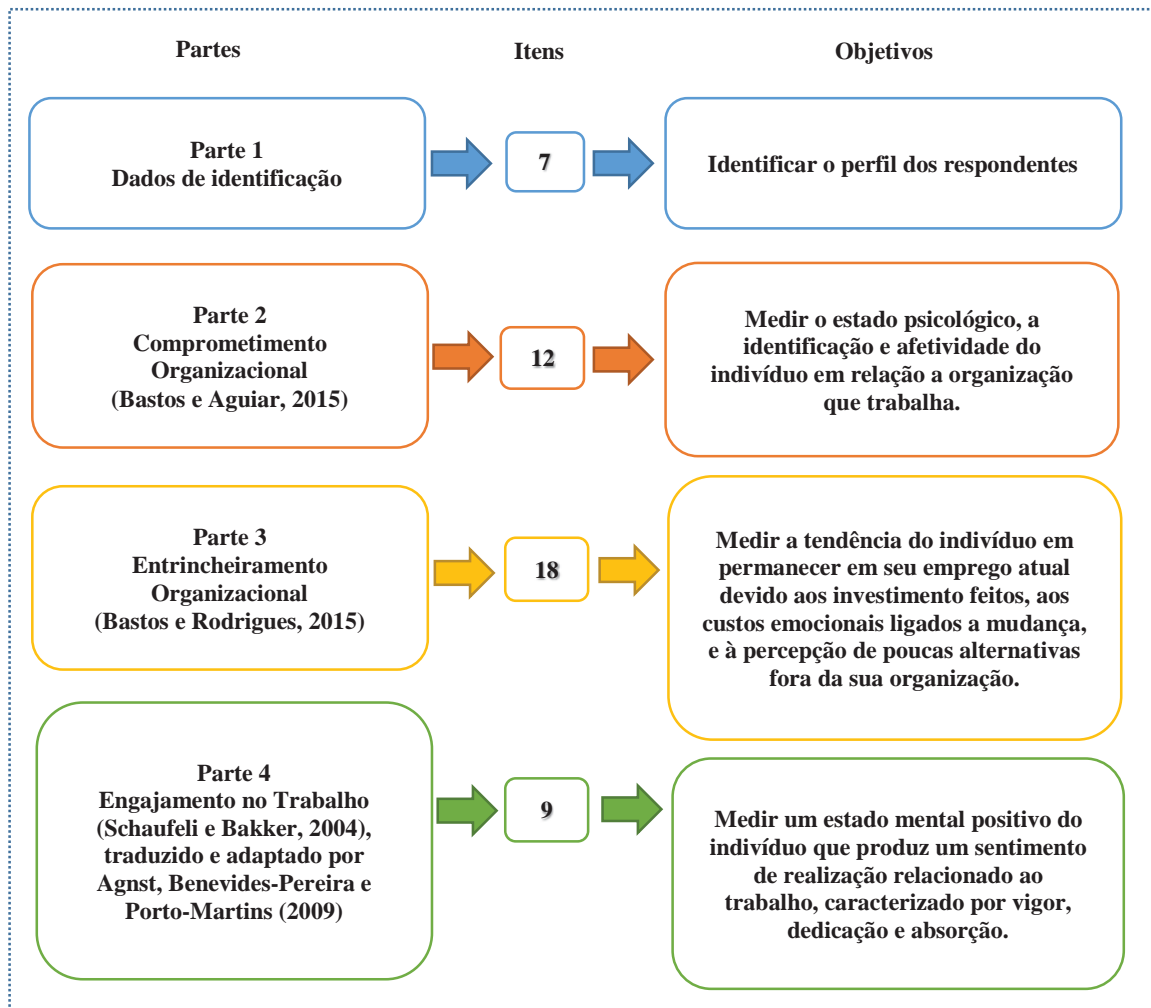 Partes Itens Objetivos
Parte 1
Dados de identificação
7
Identificar o perfil dos respondentes
Parte 2
Comprometimento
Organizacional
(Bastos e Aguiar, 2015)
12
Medir o estado psicológico, a
identificação e afetividade do
indivíduo em relação a organização
que trabalha.
Parte 3
Entrincheiramento
Organizacional
(Bastos e Rodrigues, 2015)
18
Medir a tendência do indivíduo em
permanecer em seu emprego atual
devido aos investimento feitos, aos
custos emocionais ligados a mudança,
e à percepção de poucas alternativas
fora da sua organização.
Parte 4
Engajamento no Trabalho
(Schaufeli e Bakker, 2004),
traduzido e adaptado por
Agnst, Benevides-Pereira e
Porto-Martins (2009)
9
Medir um estado mental positivo do
indivíduo que produz um sentimento
de realização relacionado ao
trabalho, caracterizado por vigor,
dedicação e absorção.